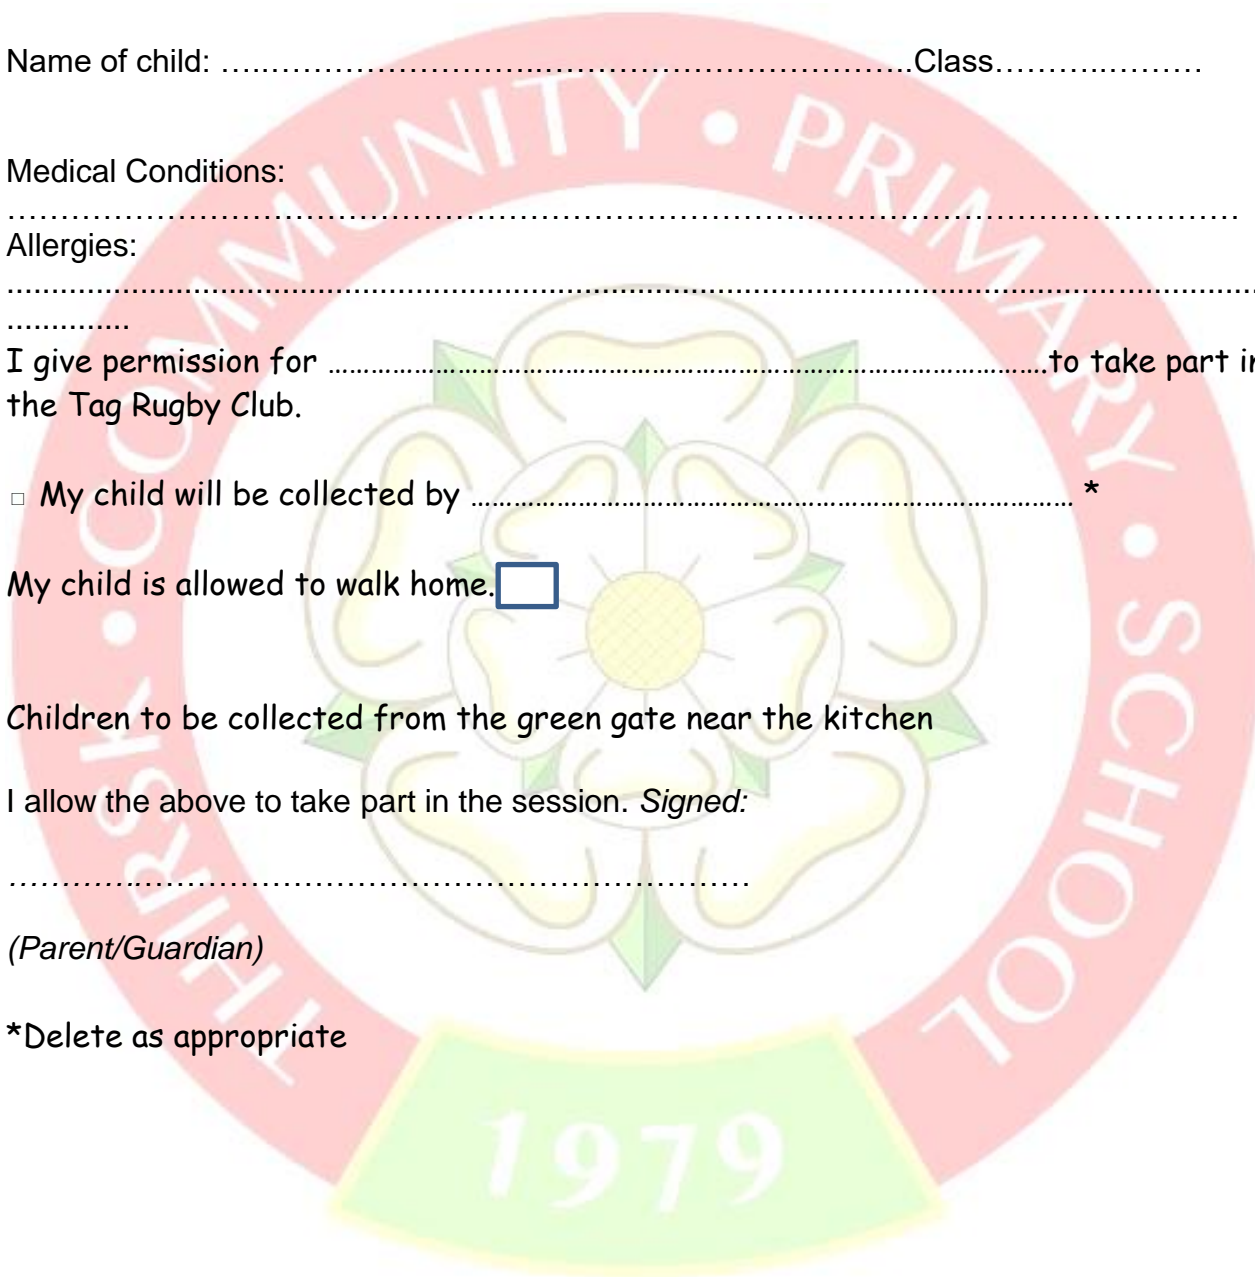 Name of child: …..……………………..……………………………..Class………..………
Medical Conditions:
……………………………………………………………………………………………………
Allergies:
.......................................................................................................................................
..............
I give permission for ……………………………………………………………………………….to take part in
the Tag Rugby Club.
□ My child will be collected by ………………………………………………………………… *
My child is allowed to walk home.
Children to be collected from the green gate near the kitchen
I allow the above to take part in the session. Signed:
…………..…………………………………………………
(Parent/Guardian)
*Delete as appropriate
THIRSK • COMMUNITY • PRIMARY • SCHOOL
1979